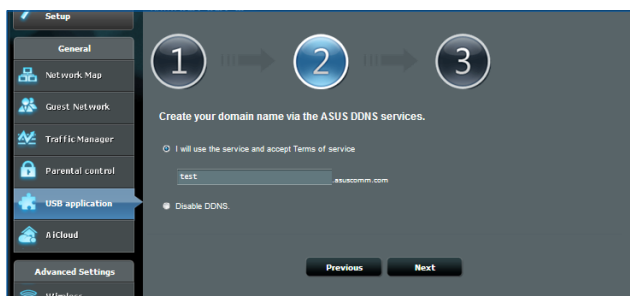 Setup
General
Network Map
Guest Network
Traffic Manager
Parental control
USB application
AiCloud
Advanced Settings
Wireless
1
2
3
Create your domain name via the ASUS DDNS services.
I will use the service and accept Terms of service
test
.asuscomm.com
Disable DDNS.
Previous
Next